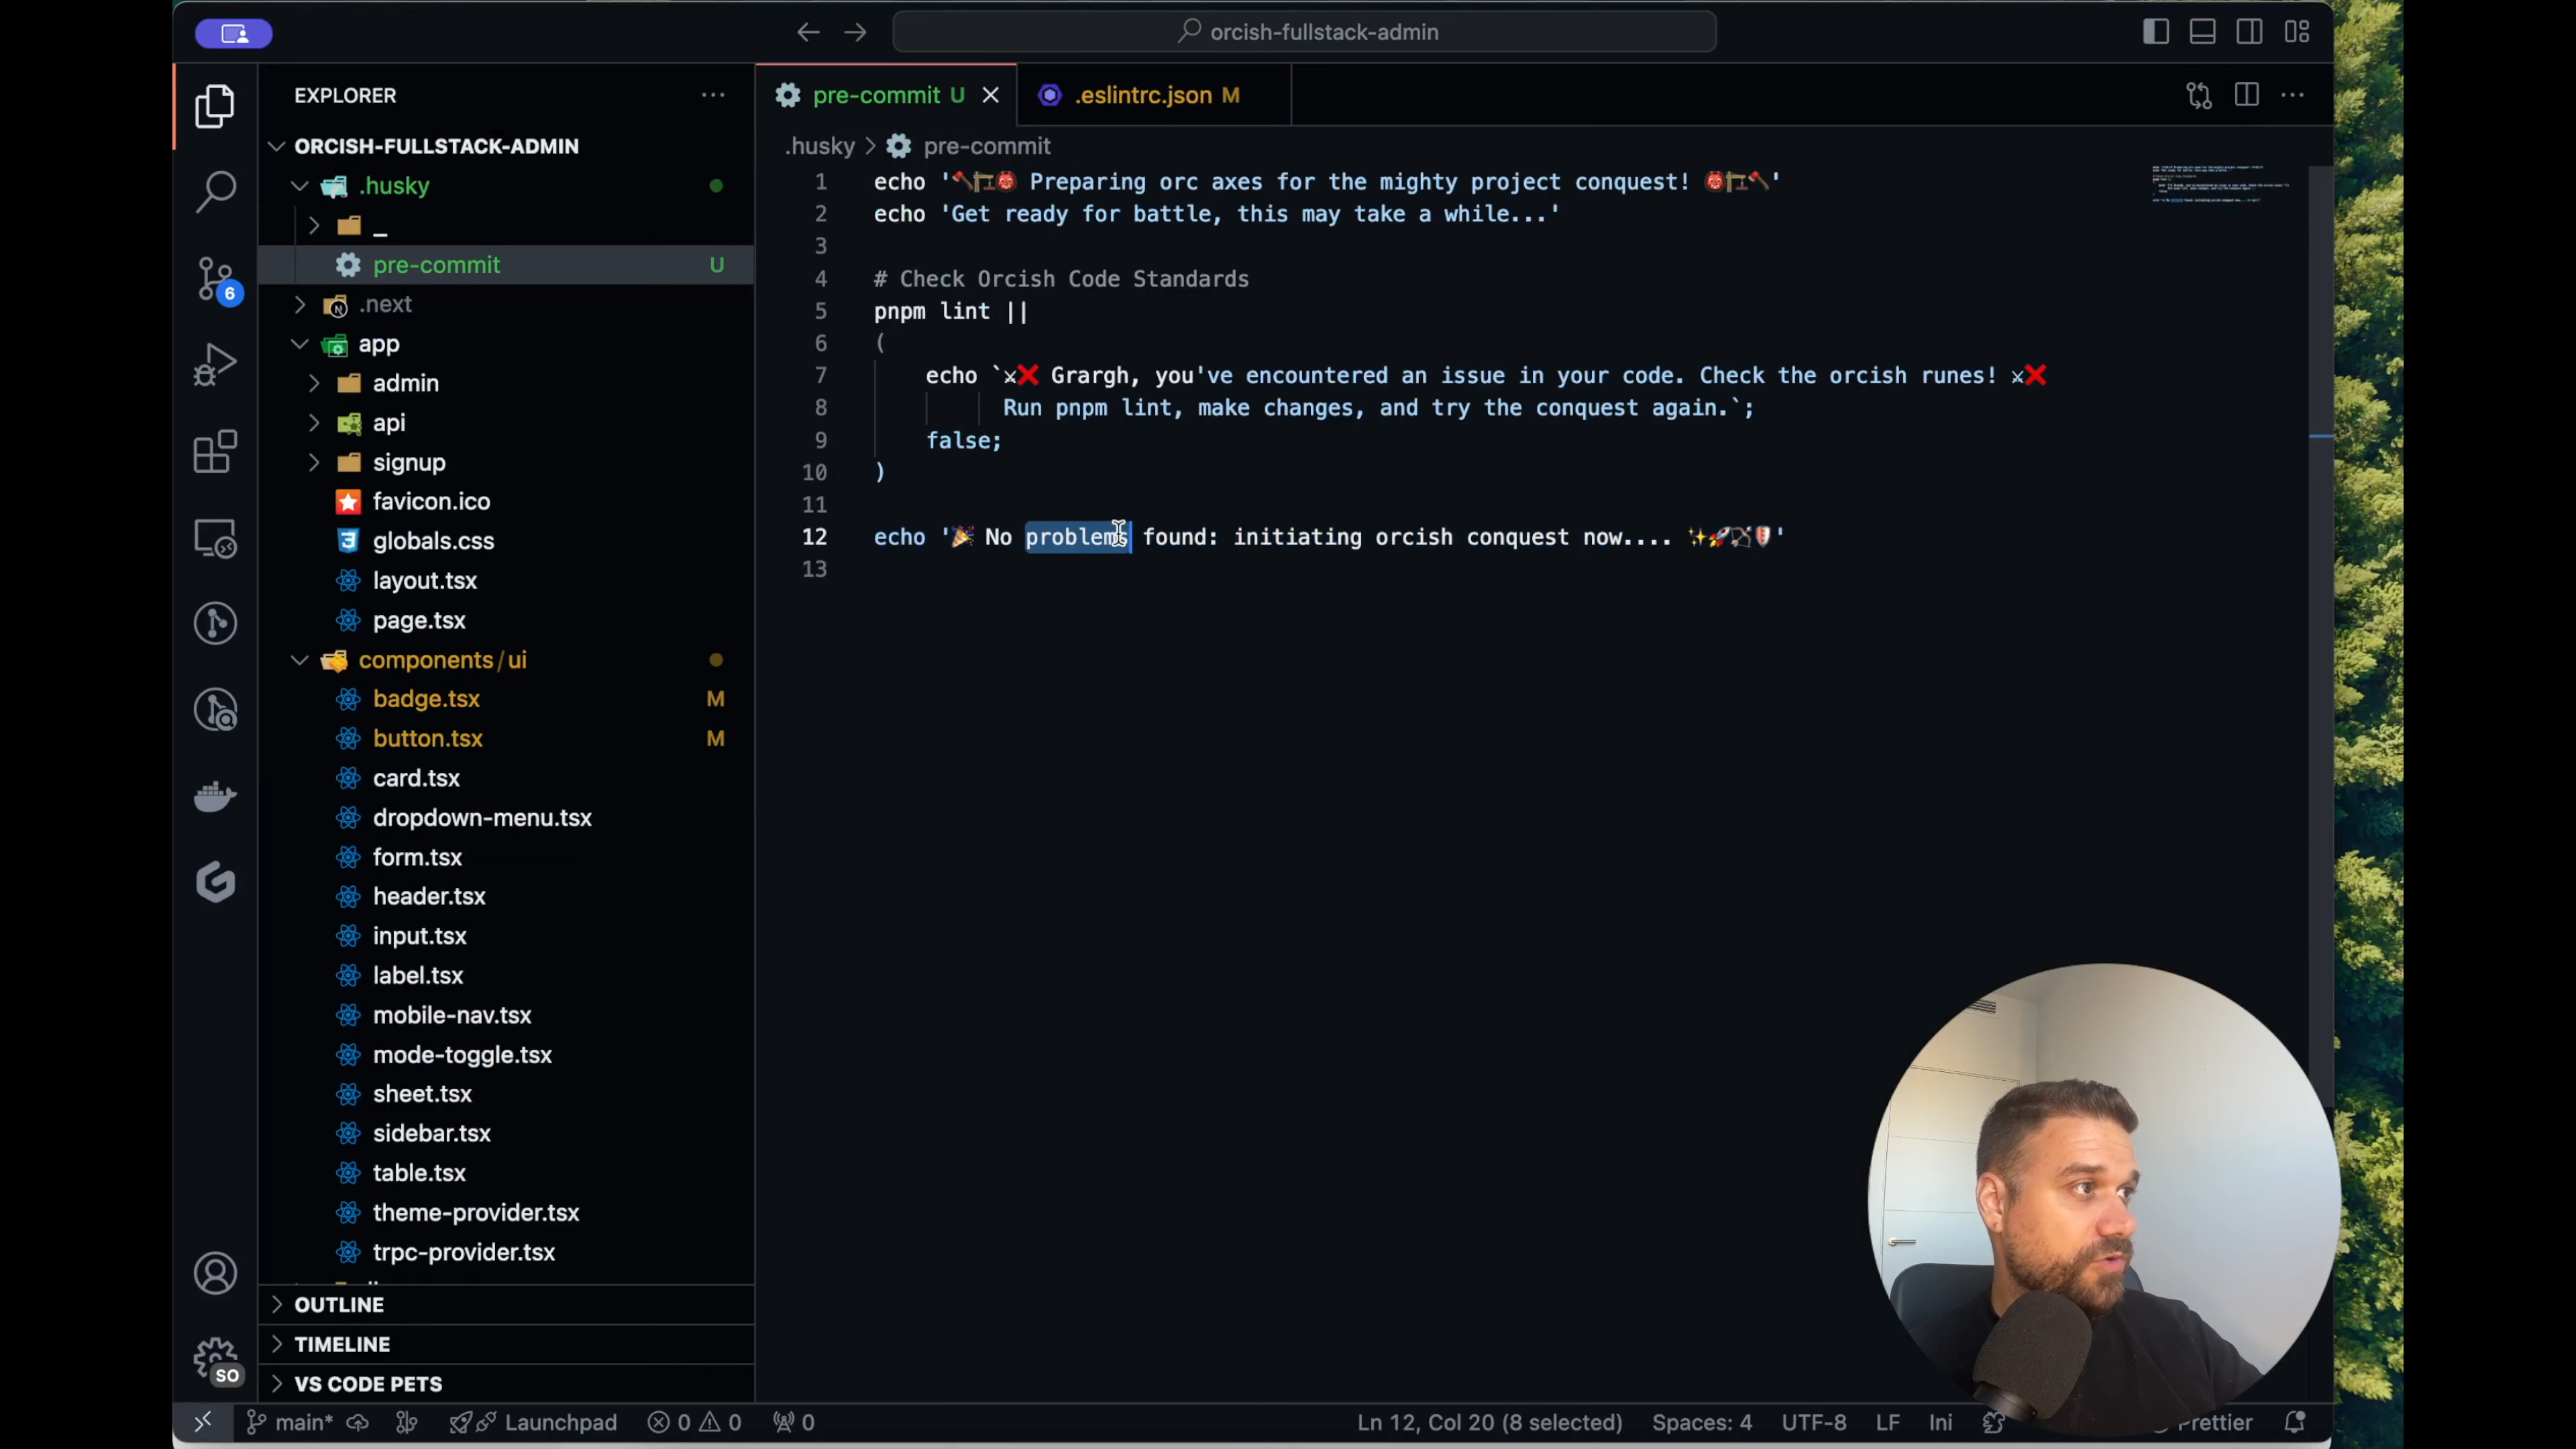 orcish-fullstack-admin
EXPLORER
pre-commit U
.eslintrc.json M
ORCISH-FULLSTACK-ADMIN
.husky > pre-commit
.husky
_
pre-commit U
.next
app
admin
api
signup
favicon.ico
globals.css
layout.tsx
page.tsx
components/ui
badge.tsx M
button.tsx M
card.tsx
dropdown-menu.tsx
form.tsx
header.tsx
input.tsx
label.tsx
mobile-nav.tsx
mode-toggle.tsx
sheet.tsx
sidebar.tsx
table.tsx
theme-provider.tsx
trpc-provider.tsx
OUTLINE
TIMELINE
VS CODE PETS
6
SO
1 echo '🪓🏗👹 Preparing orc axes for the mighty project conquest! 👹🏗🪓'
2 echo 'Get ready for battle, this may take a while...'
3
4 # Check Orcish Code Standards
5 pnpm lint ||
6 (
7 echo `⚔❌ Grargh, you've encountered an issue in your code. Check the orcish runes! ⚔❌
8 Run pnpm lint, make changes, and try the conquest again.`;
9 false;
10 )
11
12 echo '🎉 No problems found: initiating orcish conquest now.... ✨🚀🏹🛡'
13
main* Launchpad 0 0 0 Ln 12, Col 20 (8 selected) Spaces: 4 UTF-8 LF Ini Prettier